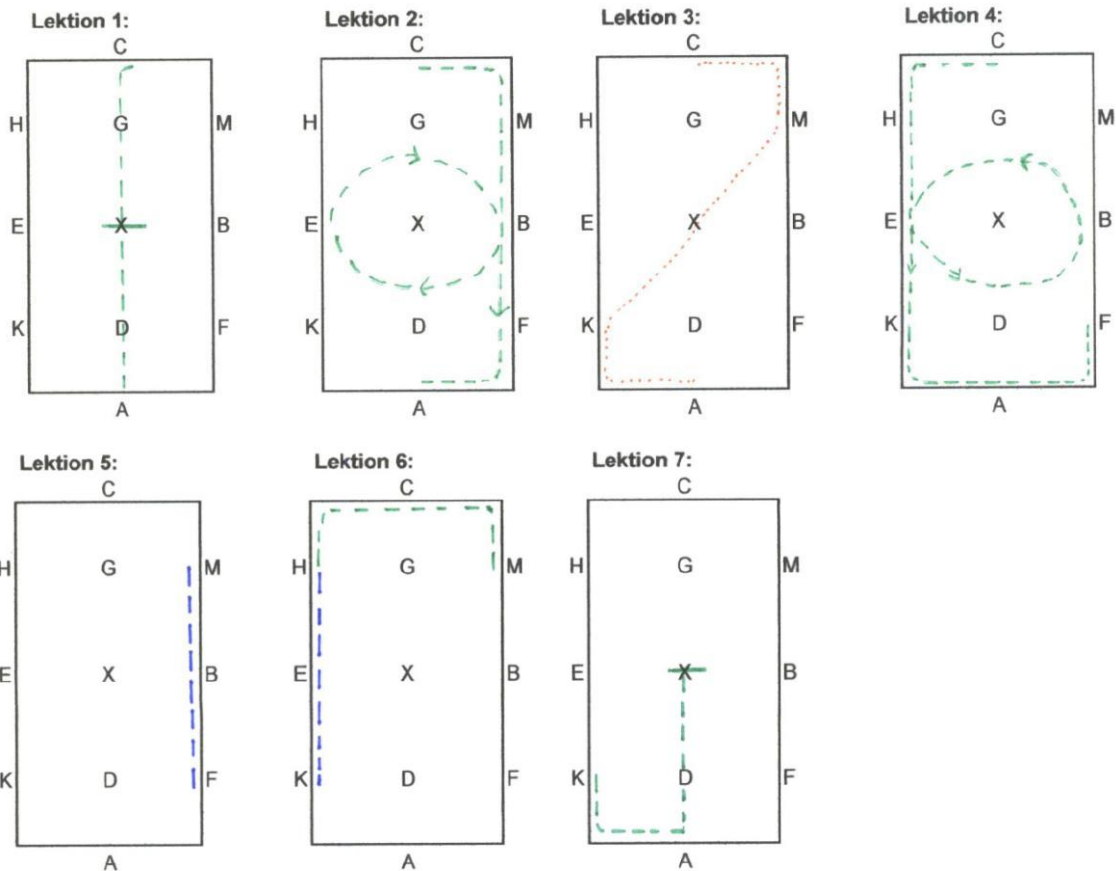 Lektion 1: Lektion 2: Lektion 3: Lektion 4:
C C C C
H G M H G M H G M H G M
E X B E X B E X B E X B
K D F K D F K D F K D F
A A A A
Lektion 5: Lektion 6: Lektion 7:
C C C
H G M H G M H G M
E X B E X B E X B
K D F K D F K D F
A A A